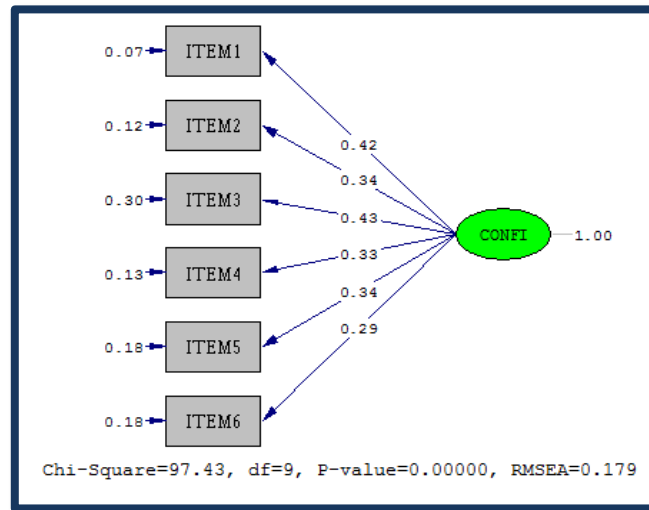 0.07 ITEM1
0.42
0.12 ITEM2
0.34
0.30 ITEM3
0.43
CONFI 1.00
0.33
0.13 ITEM4
0.34
0.29
0.18 ITEM5
0.18 ITEM6
Chi-Square=97.43, df=9, P-value=0.00000, RMSEA=0.179